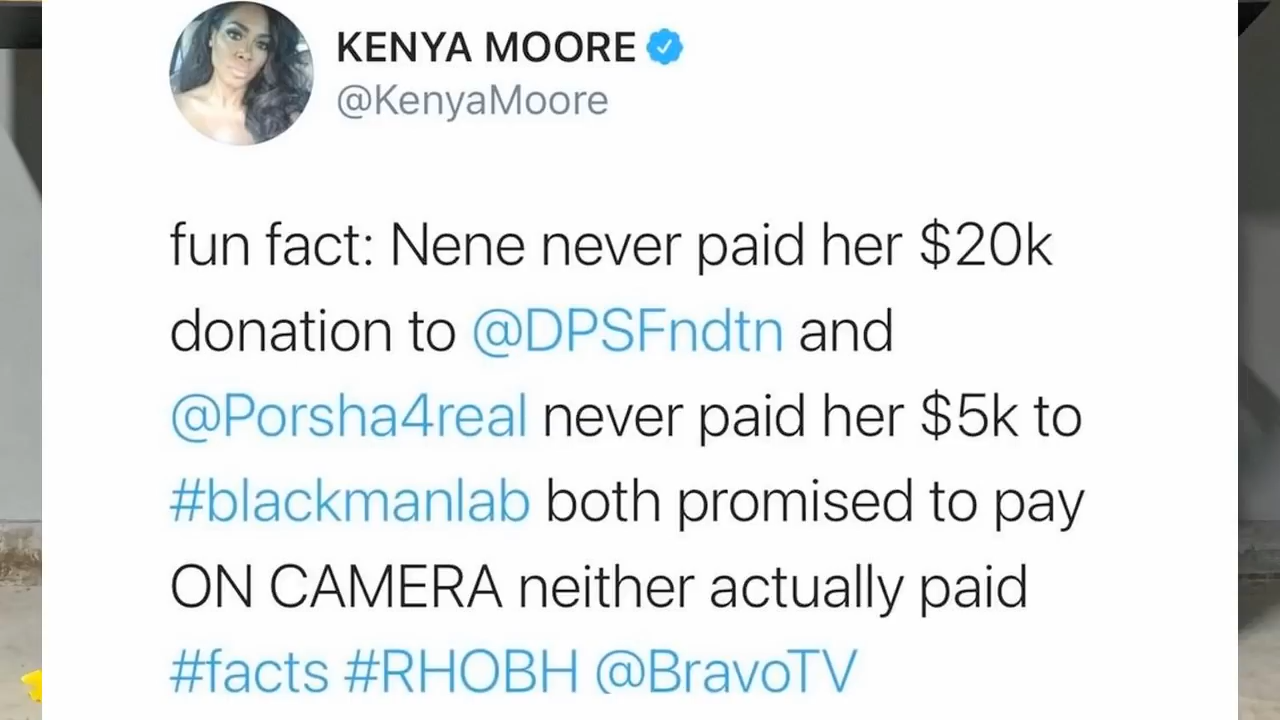 KENYA MOORE
@KenyaMoore
fun fact: Nene never paid her $20k
donation to @DPSFndtn and
@Porsha4real never paid her $5k to
#blackmanlab both promised to pay
ON CAMERA neither actually paid
#facts #RHOBH @BravoTV